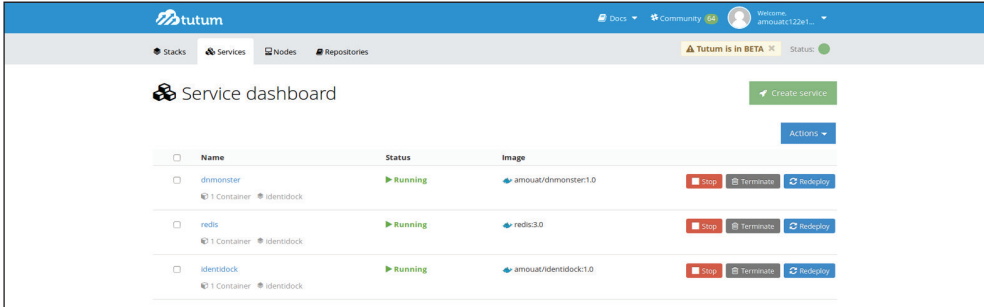 tutum
Docs Community 64 Welcome, amouatc122e1...
Stacks Services Nodes Repositories Tutum is in BETA × Status:
Service dashboard
Create service
Actions
Name Status Image
dnmonster Running amouat/dnmonster:1.0 Stop Terminate Redeploy
1 Container identidock
redis Running redis:3.0 Stop Terminate Redeploy
1 Container identidock
identidock Running amouat/identidock:1.0 Stop Terminate Redeploy
1 Container identidock